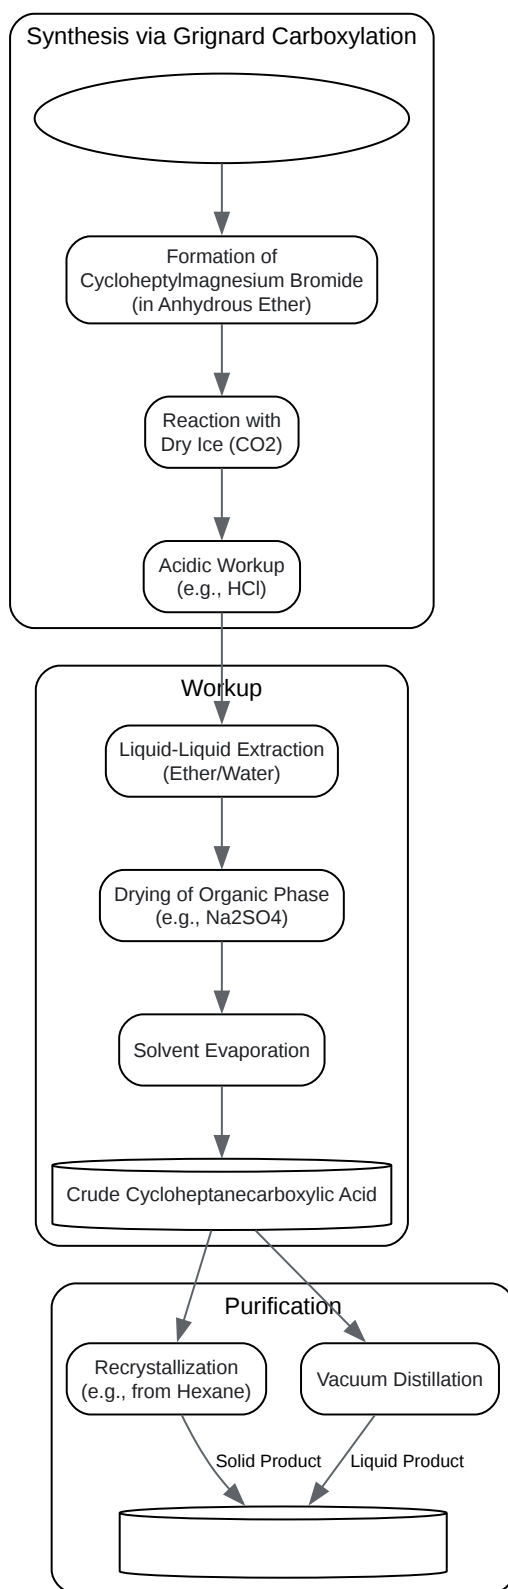 Synthesis via Grignard Carboxylation
Formation of
Cycloheptylmagnesium Bromide
(in Anhydrous Ether)
Reaction with
Dry Ice (CO2)
Acidic Workup
(e.g., HCl)
Workup
Liquid-Liquid Extraction
(Ether/Water)
Drying of Organic Phase
(e.g., Na2SO4)
Solvent Evaporation
Crude Cycloheptanecarboxylic Acid
Purification
Recrystallization
(e.g., from Hexane)
Vacuum Distillation
Solid Product
Liquid Product